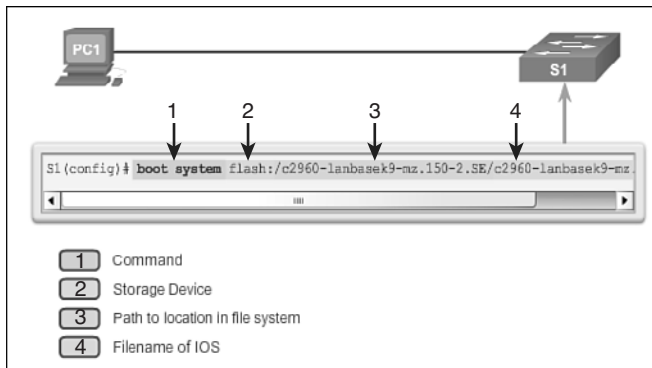 PC1
S1
1 2 3 4
S1(config)# boot system flash:/c2960-lanbasek9-mz.150-2.SE/c2960-lanbasek9-mz.
1 Command
2 Storage Device
3 Path to location in file system
4 Filename of IOS